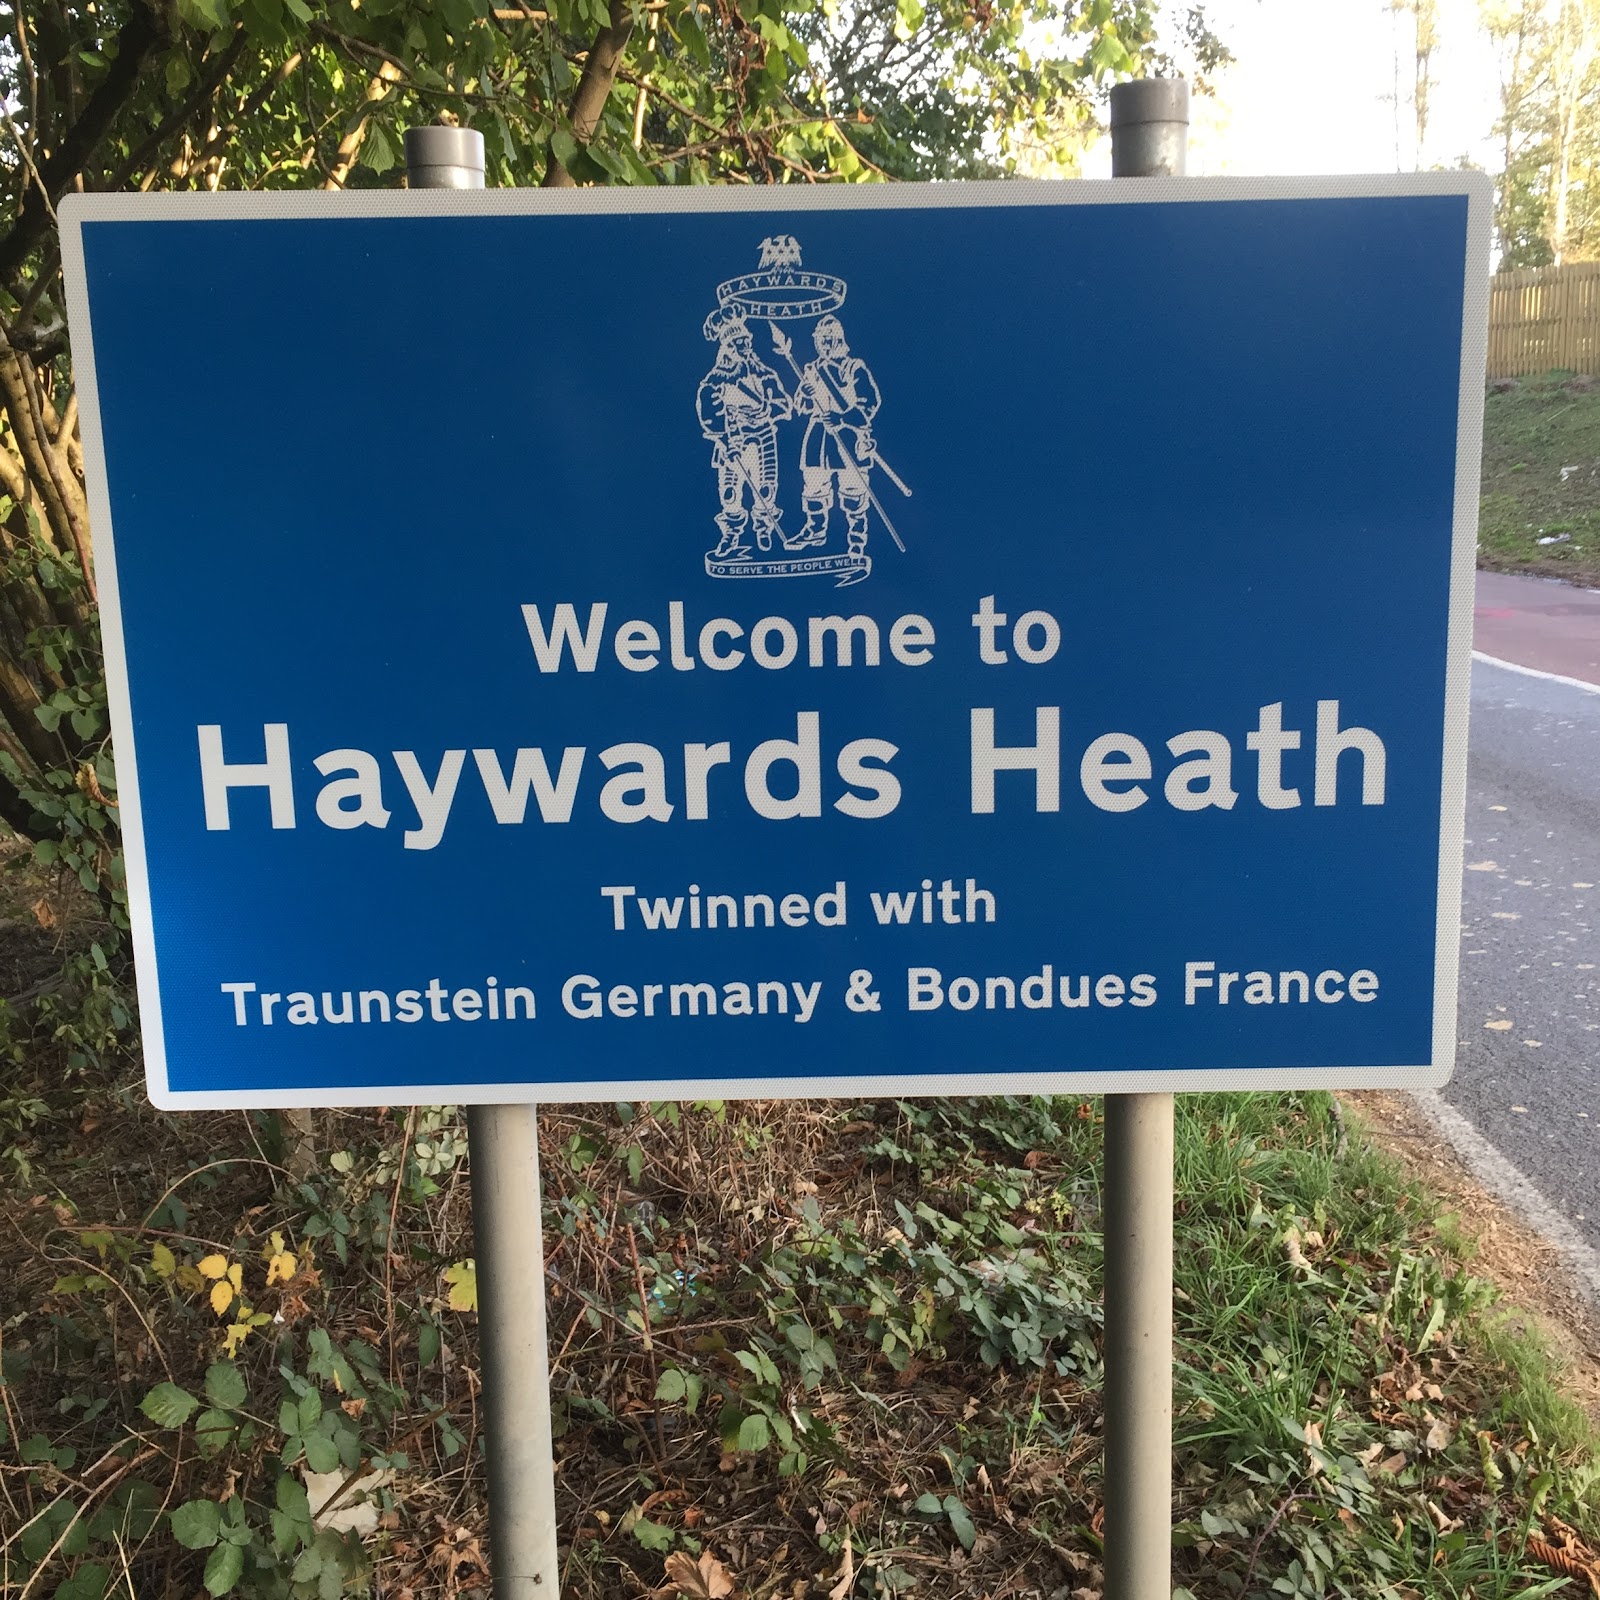 HAYWARDS
HEATH
TO SERVE THE PEOPLE WELL
Welcome to
Haywards Heath
Twinned with
Traunstein Germany & Bondues France